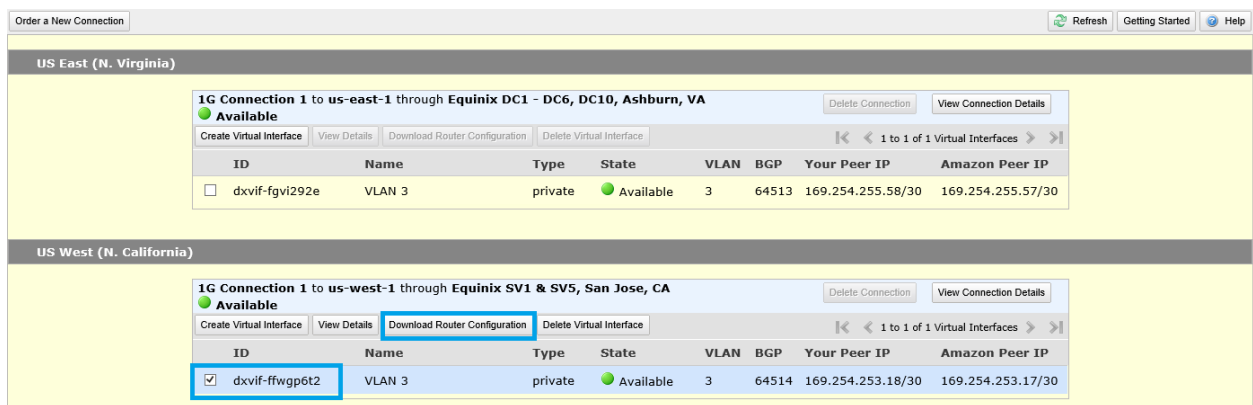 Order a New Connection Refresh Getting Started Help
US East (N. Virginia)
1G Connection 1 to us-east-1 through Equinix DC1 - DC6, DC10, Ashburn, VA Delete Connection View Connection Details
Available
Create Virtual Interface View Details Download Router Configuration Delete Virtual Interface 1 to 1 of 1 Virtual Interfaces
ID Name Type State VLAN BGP Your Peer IP Amazon Peer IP
dxvif-fgvi292e VLAN 3 private Available 3 64513 169.254.255.58/30 169.254.255.57/30
US West (N. California)
1G Connection 1 to us-west-1 through Equinix SV1 & SV5, San Jose, CA Delete Connection View Connection Details
Available
Create Virtual Interface View Details Download Router Configuration Delete Virtual Interface 1 to 1 of 1 Virtual Interfaces
ID Name Type State VLAN BGP Your Peer IP Amazon Peer IP
dxvif-ffwgp6t2 VLAN 3 private Available 3 64514 169.254.253.18/30 169.254.253.17/30